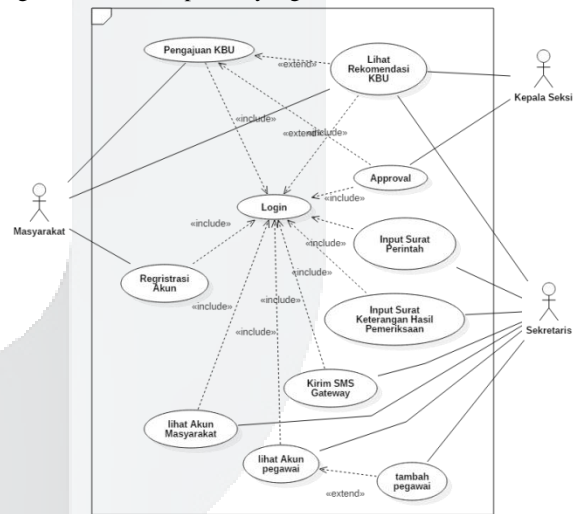 Pengajuan KBU
Lihat
Rekomendasi
KBU
«extend»
Kepala Seksi
«include»
«extend»
«include»
Approval
Masyarakat
Login
«include»
«include»
Input Surat
Perintah
«include»
Regristrasi
Akun
«include»
«include»
«include»
Input Surat
Keterangan Hasil
Pemeriksaan
Sekretaris
«include»
Kirim SMS
Gateway
lihat Akun
Masyarakat
lihat Akun
pegawai
tambah
pegawai
«extend»